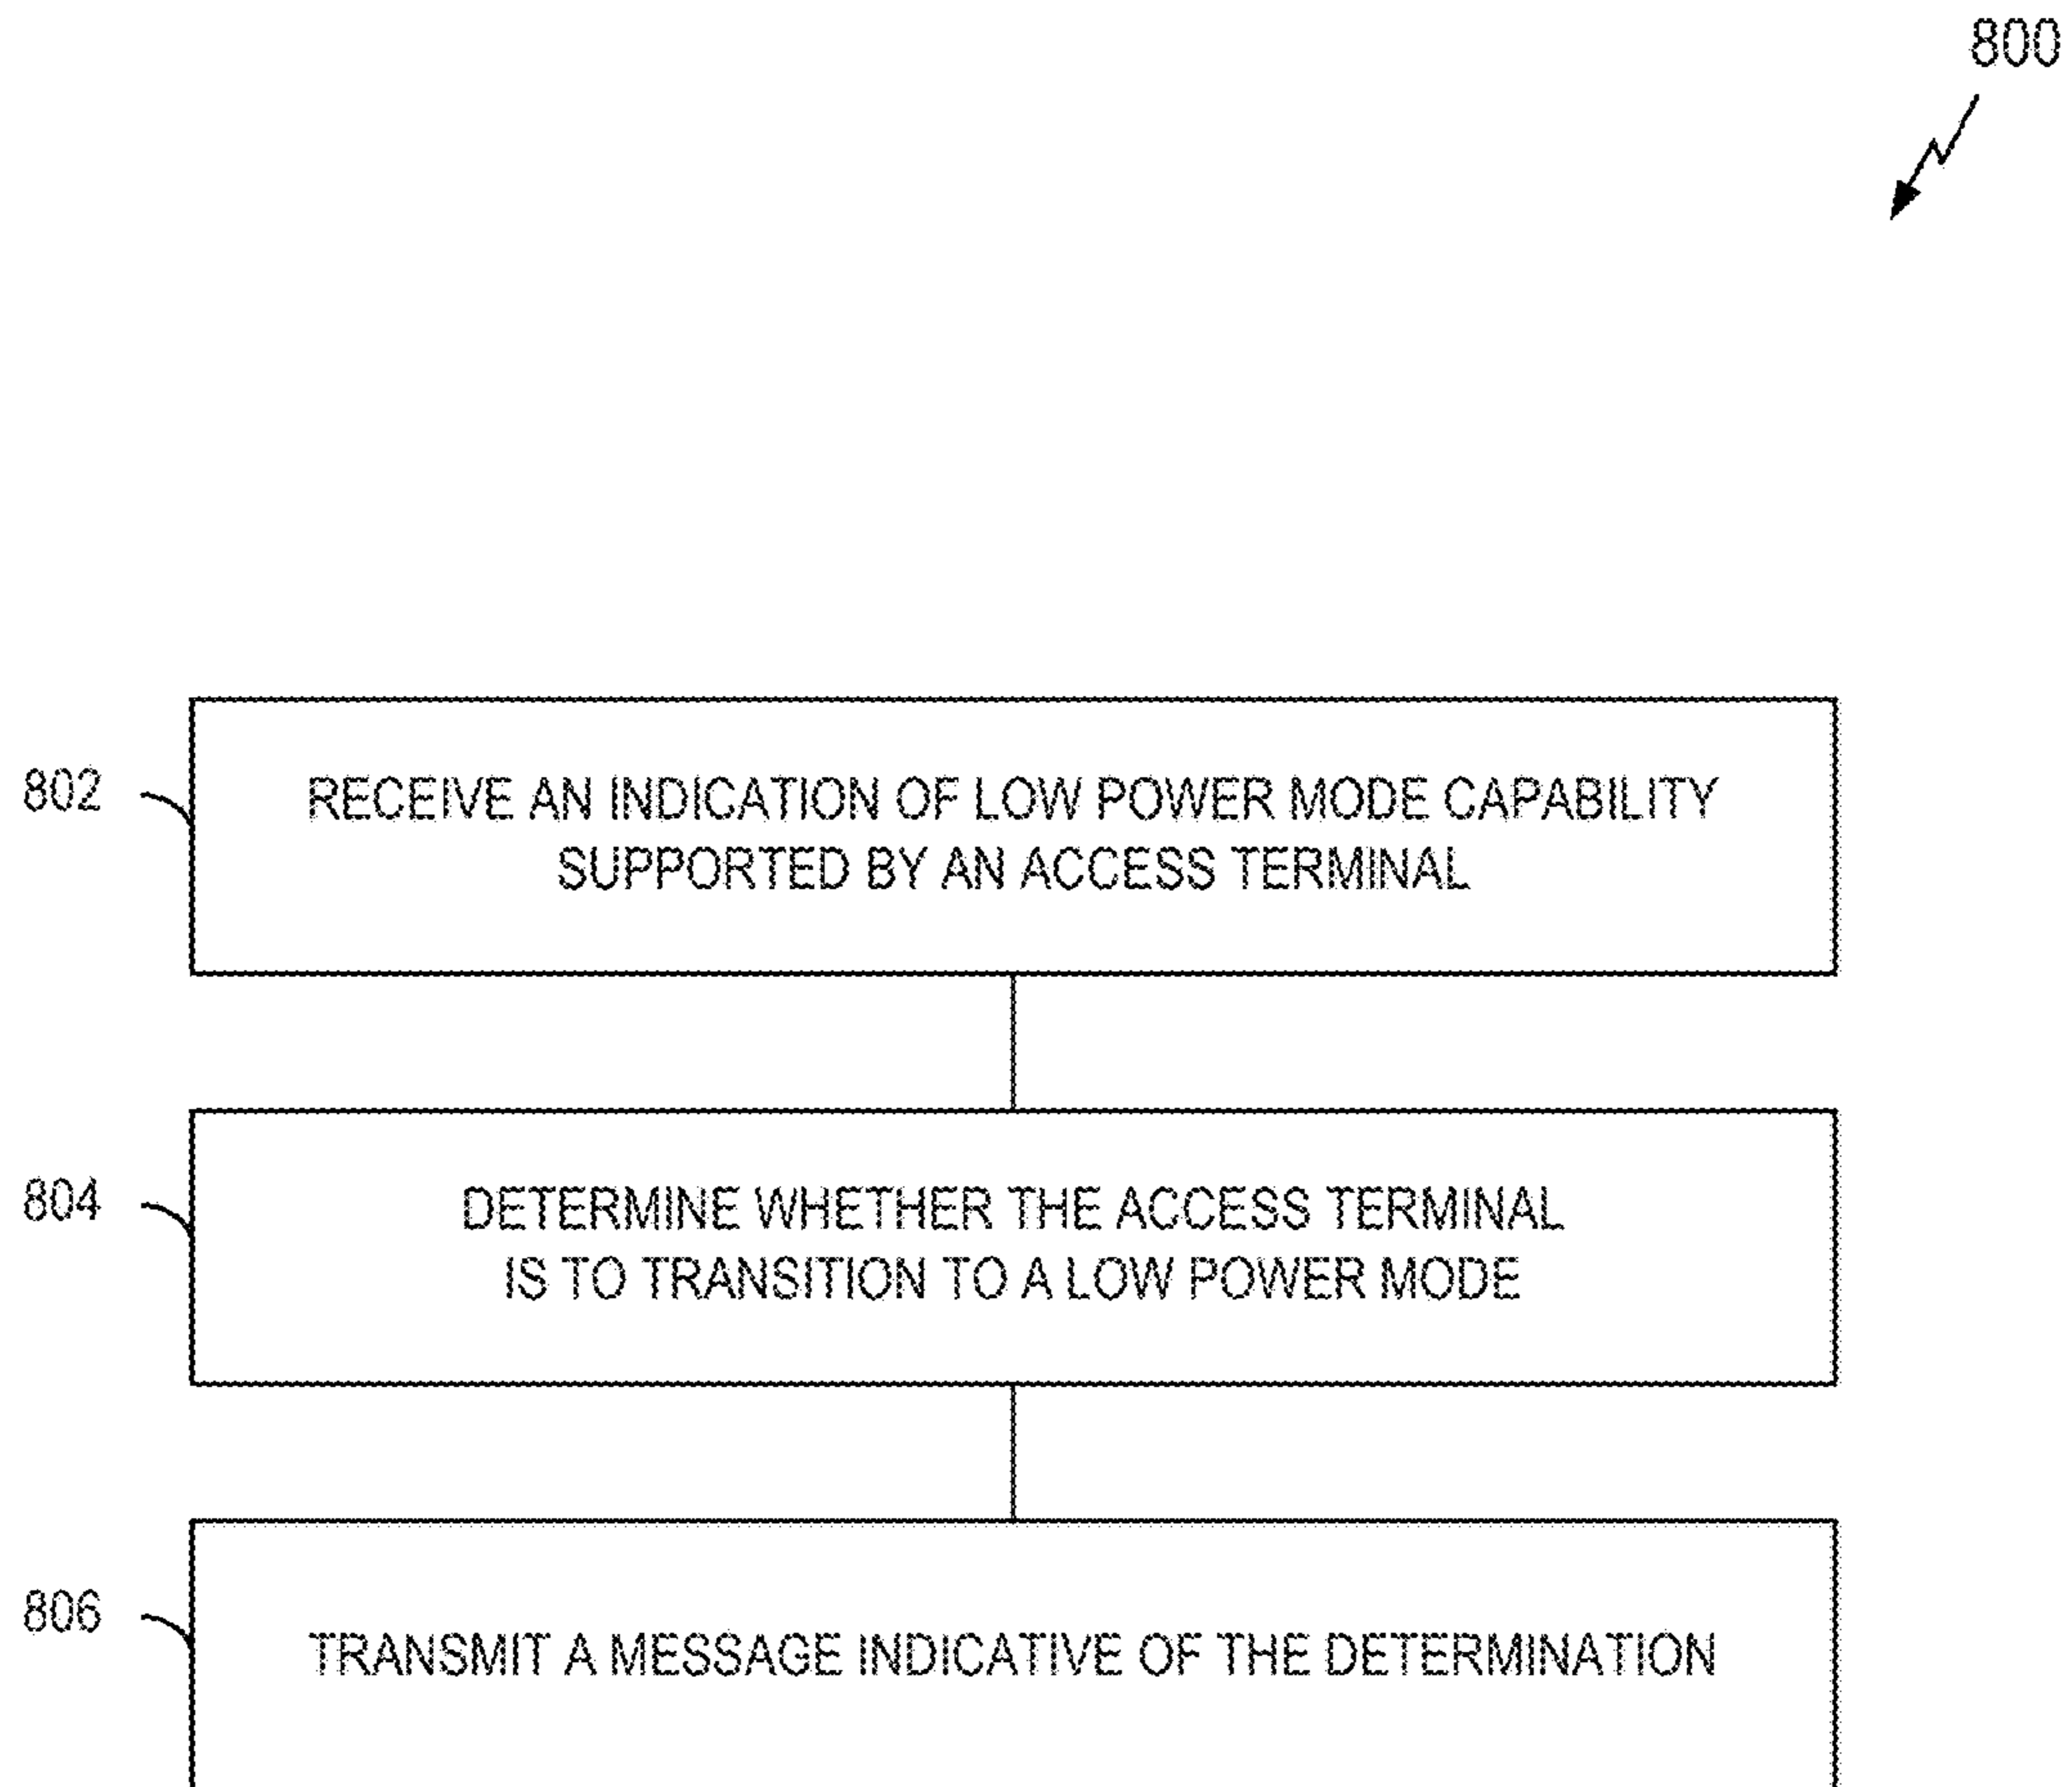 800
802
RECEIVE AN INDICATION OF LOW POWER MODE CAPABILITY
SUPPORTED BY AN ACCESS TERMINAL
804
DETERMINE WHETHER THE ACCESS TERMINAL
IS TO TRANSITION TO A LOW POWER MODE
806
TRANSMIT A MESSAGE INDICATIVE OF THE DETERMINATION